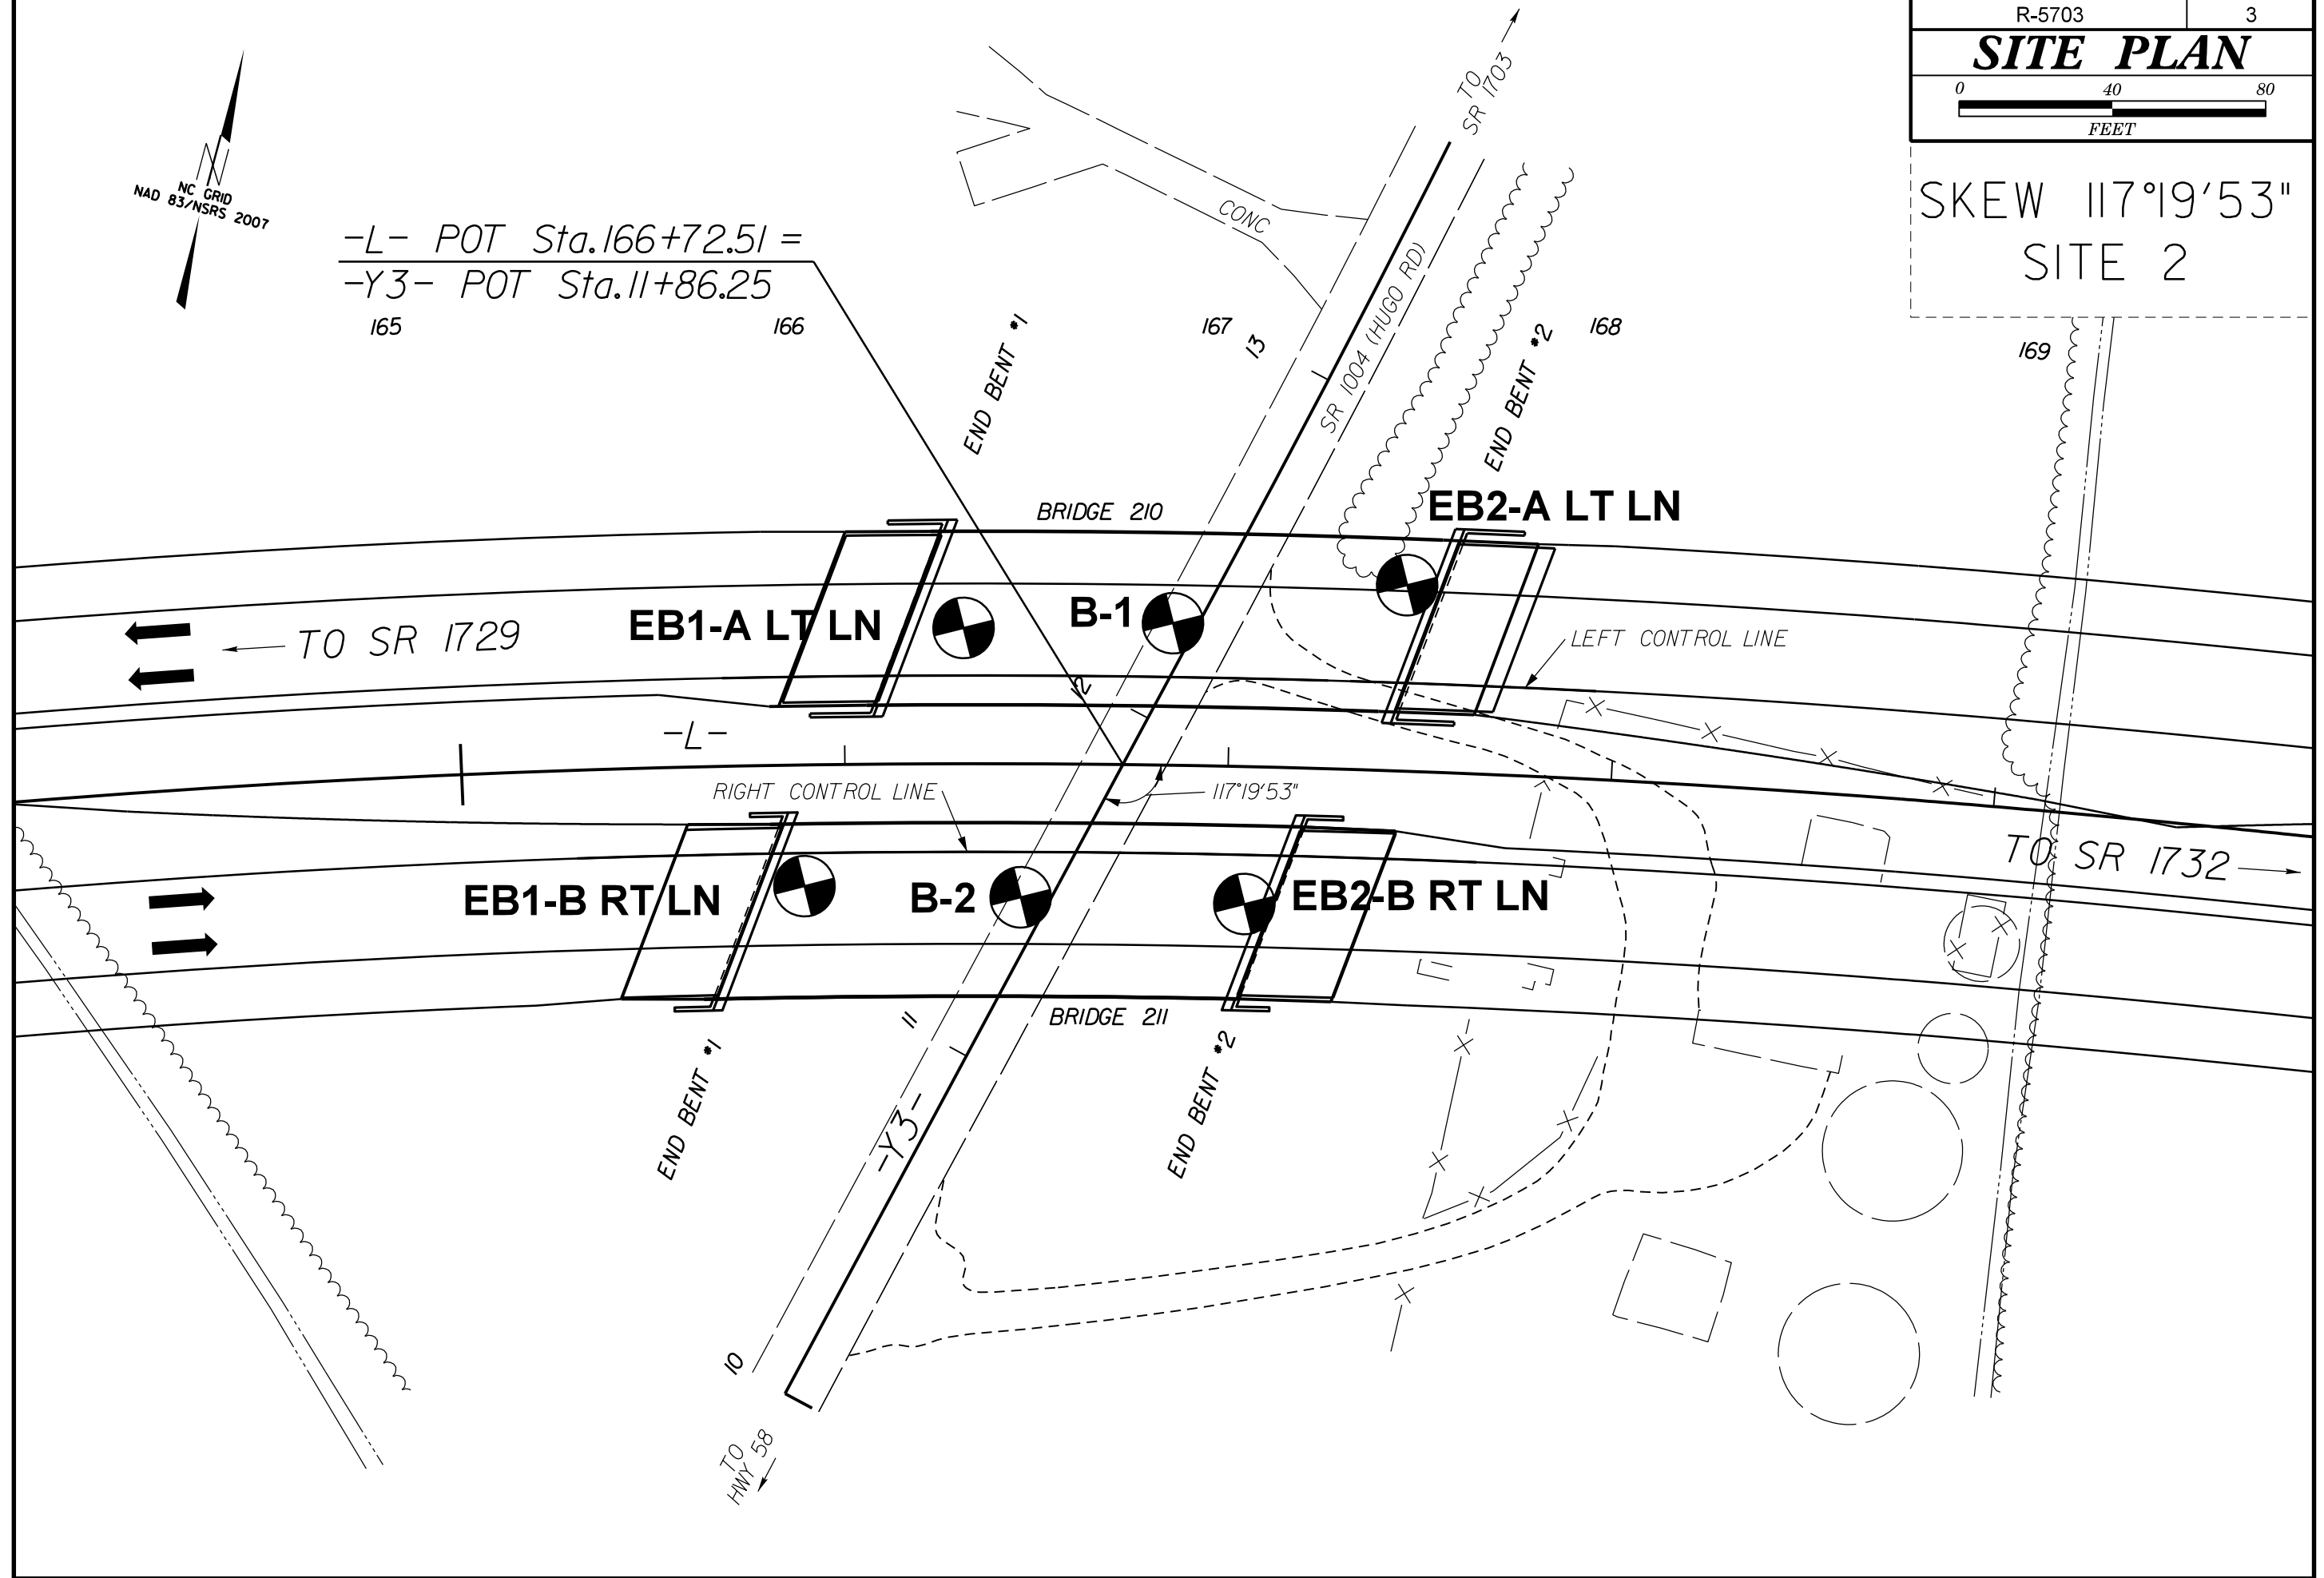 R-5703 3
SITE PLAN
0 40 80
FEET
SKEW 117°19'53"
SITE 2
NC GRID
NAD 83/NSRS 2007
-L- POT Sta.166+72.51 =
-Y3- POT Sta.11+86.25
TO
SR 1703
CONC
SR 1004 (HUGO RD)
165
166
167
13
168
169
END BENT #1
END BENT #2
BRIDGE 210
EB2-A LT LN
EB1-A LT LN
B-1
TO SR 1729
LEFT CONTROL LINE
12
-L-
RIGHT CONTROL LINE
117°19'53"
TO SR 1732
EB1-B RT LN
B-2
EB2-B RT LN
BRIDGE 211
11
END BENT #1
END BENT #2
-Y3-
10
TO
HWY 58